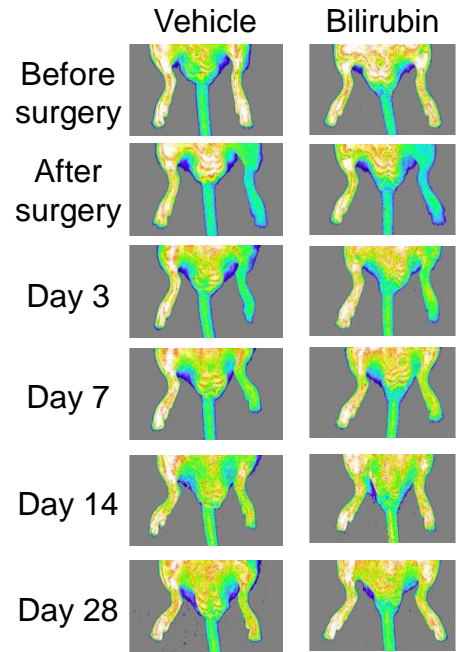 Vehicle Bilirubin
Before
surgery
After
surgery
Day 3
Day 7
Day 14
Day 28